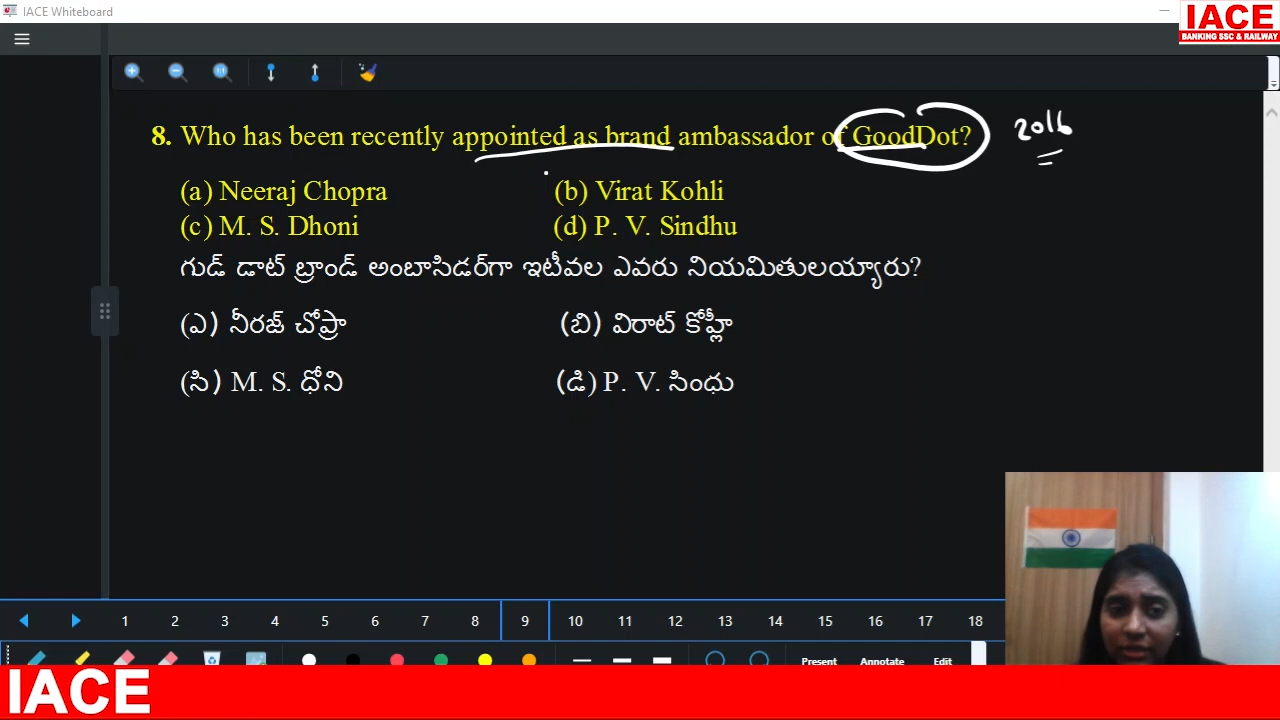 IACE Whiteboard
IACE
BANKING SSC & RAILWAY
8. Who has been recently appointed as brand ambassador of GoodDot?
2016
(a) Neeraj Chopra (b) Virat Kohli
(c) M. S. Dhoni (d) P. V. Sindhu
గుడ్ డాట్ బ్రాండ్ అంబాసిడర్‌గా ఇటీవల ఎవరు నియమితులయ్యారు?
(ఎ) నీరజ్ చోప్రా (బి) విరాట్ కోహ్లీ
(సి) M. S. ధోని (డి) P. V. సింధు
1 2 3 4 5 6 7 8 9 10 11 12 13 14 15 16 17 18
Present Annotate Edit
IACE